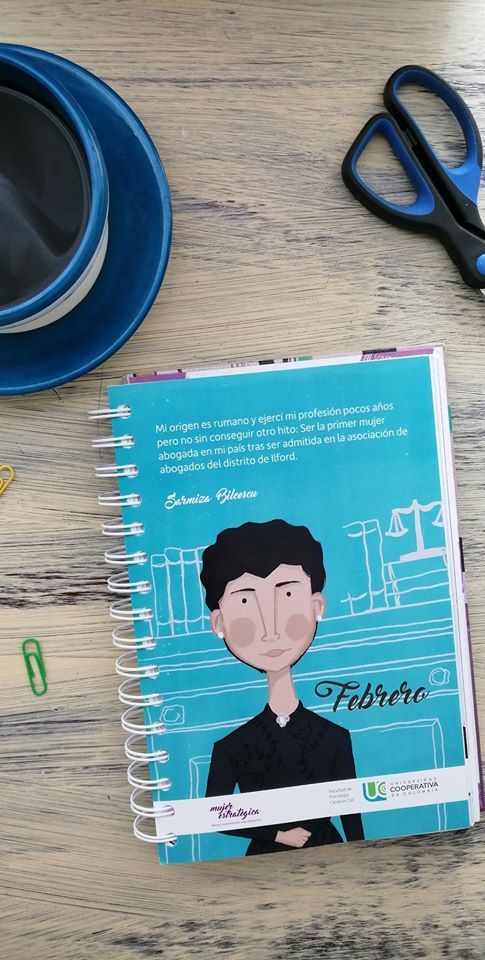 Mi origen es rumano y ejercí mi profesión pocos años
pero no sin conseguir otro hito: Ser la primer mujer
abogada en mi país tras ser admitida en la asociación de
abogados del distrito de Ilford.
Sarmiza Bilcescu
Febrero
mujer
estratégica
Facultad de
Psicología
Campus Cali
UC
UNIVERSIDAD
COOPERATIVA
DE COLOMBIA